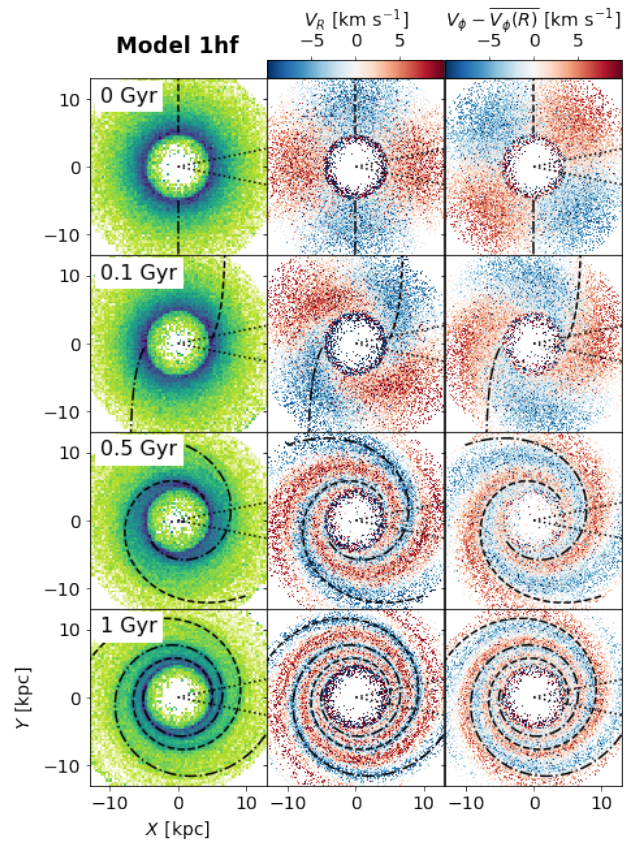 V_R [km s⁻¹] V_ϕ − \overline{V_ϕ(R)} [km s⁻¹]
Model 1hf
−5 0 5 −5 0 5
0 Gyr
10
0
−10
0.1 Gyr
10
0
−10
0.5 Gyr
10
0
−10
1 Gyr
10
0
−10
Y [kpc]
−10 0 10 −10 0 10 −10 0 10
X [kpc]